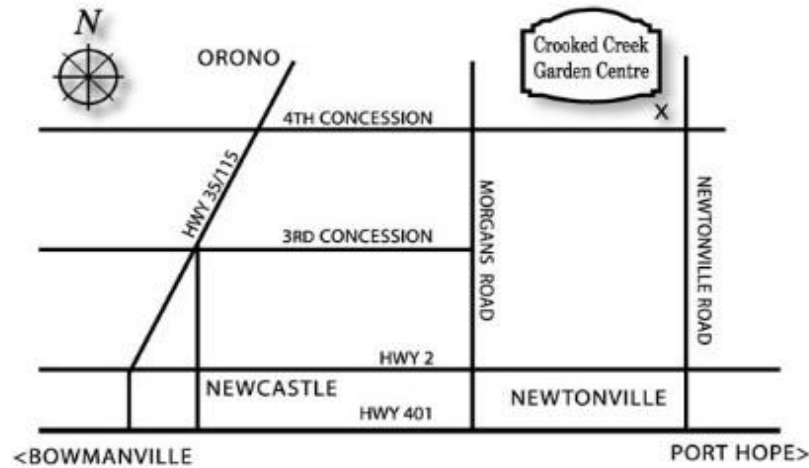 N
ORONO
Crooked Creek
Garden Centre
X
4TH CONCESSION
HWY 35/115
3RD CONCESSION
MORGANS ROAD
NEWTONVILLE ROAD
HWY 2
NEWCASTLE
NEWTONVILLE
HWY 401
<BOWMANVILLE
PORT HOPE>